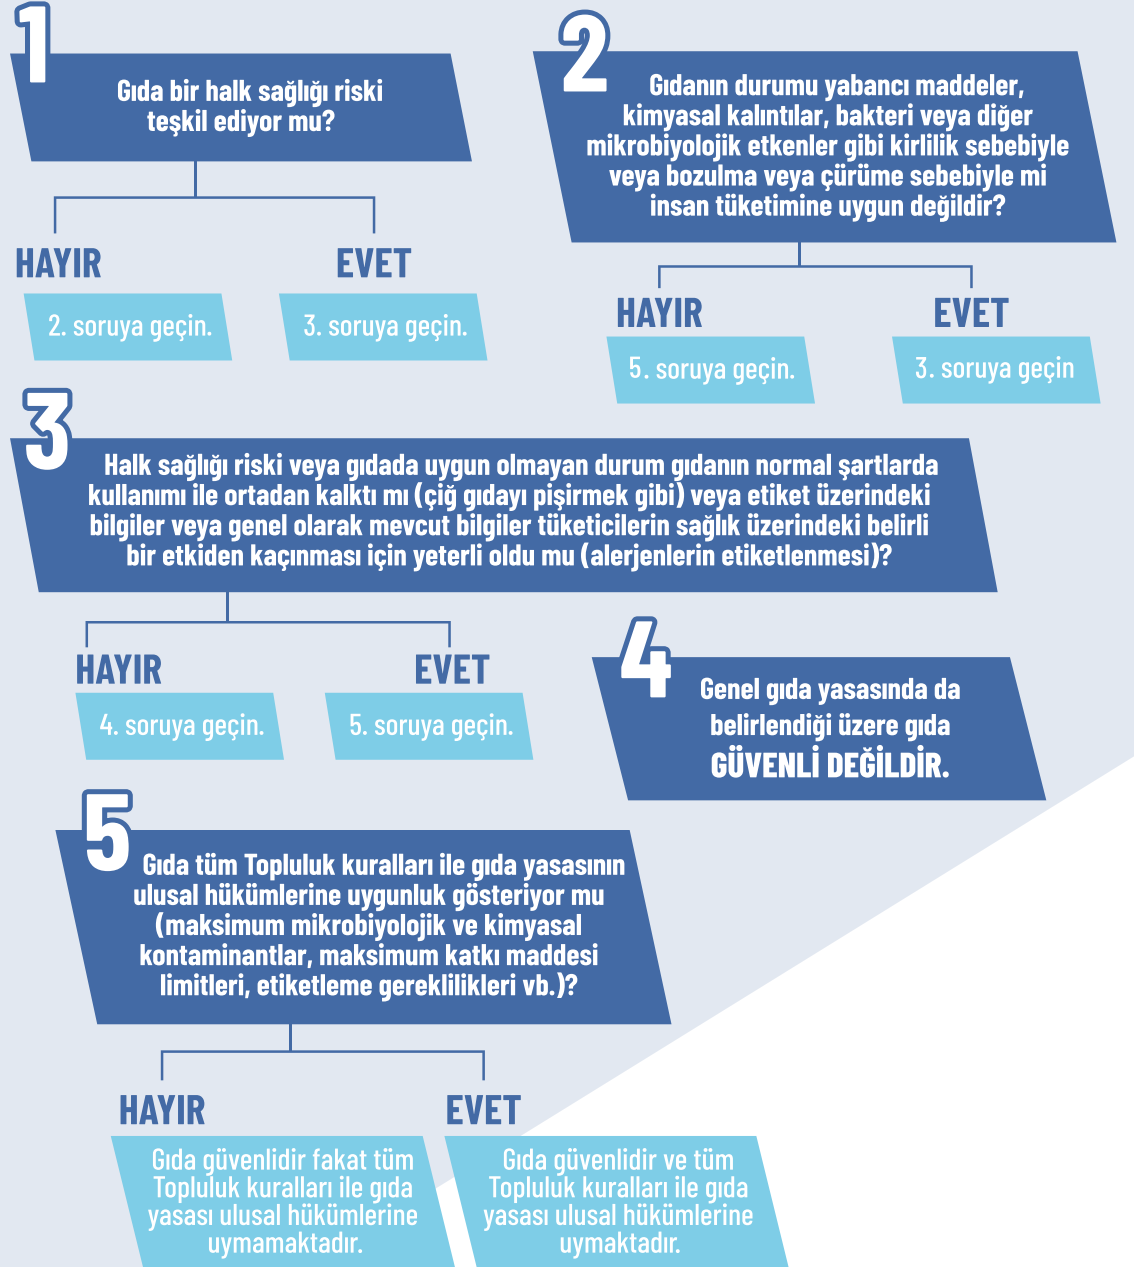 1
Gıda bir halk sağlığı riski
teşkil ediyor mu?
HAYIR
EVET
2. soruya geçin.
3. soruya geçin.
2
Gıdanın durumu yabancı maddeler,
kimyasal kalıntılar, bakteri veya diğer
mikrobiyolojik etkenler gibi kirlilik sebebiyle
veya bozulma veya çürüme sebebiyle mi
insan tüketimine uygun değildir?
HAYIR
EVET
5. soruya geçin.
3. soruya geçin
3
Halk sağlığı riski veya gıdada uygun olmayan durum gıdanın normal şartlarda
kullanımı ile ortadan kalktı mı (çiğ gıdayı pişirmek gibi) veya etiket üzerindeki
bilgiler veya genel olarak mevcut bilgiler tüketicilerin sağlık üzerindeki belirli
bir etkiden kaçınması için yeterli oldu mu (alerjenlerin etiketlenmesi)?
HAYIR
EVET
4. soruya geçin.
5. soruya geçin.
4
Genel gıda yasasında da
belirlendiği üzere gıda
GÜVENLİ DEĞİLDİR.
5
Gıda tüm Topluluk kuralları ile gıda yasasının
ulusal hükümlerine uygunluk gösteriyor mu
(maksimum mikrobiyolojik ve kimyasal
kontaminantlar, maksimum katkı maddesi
limitleri, etiketleme gereklilikleri vb.)?
HAYIR
EVET
Gıda güvenlidir fakat tüm
Topluluk kuralları ile gıda
yasası ulusal hükümlerine
uymamaktadır.
Gıda güvenlidir ve tüm
Topluluk kuralları ile gıda
yasası ulusal hükümlerine
uymaktadır.